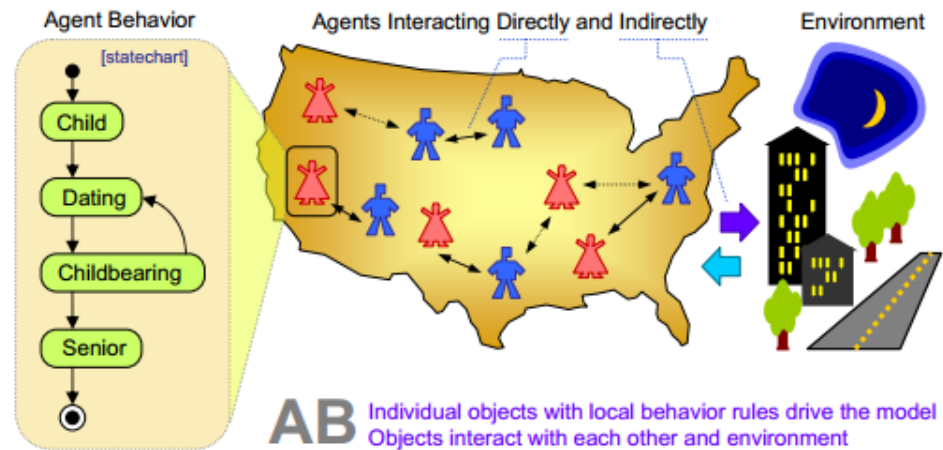 Agent Behavior
Agents Interacting Directly and Indirectly
Environment
[statechart]
Child
Dating
Childbearing
Senior
AB
Individual objects with local behavior rules drive the model
Objects interact with each other and environment